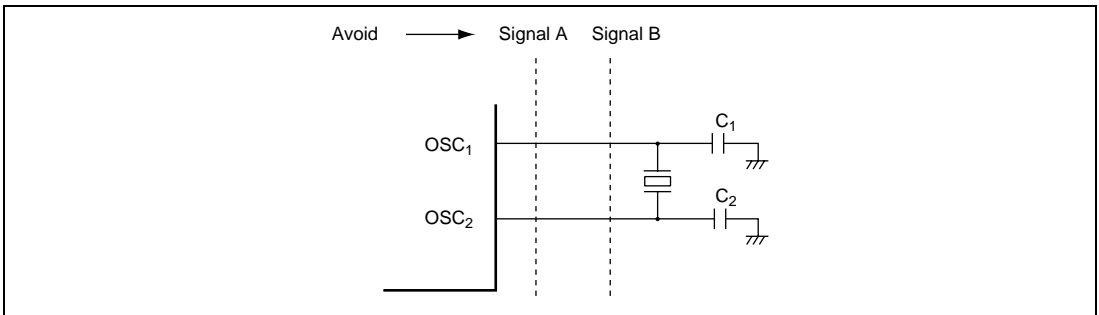 Avoid Signal A Signal B
C₁
OSC₁
C₂
OSC₂